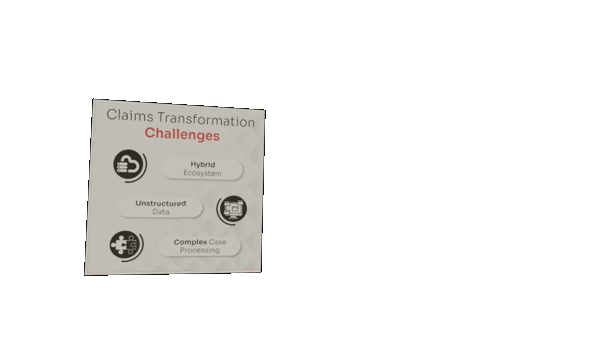 Claims Transformation
Challenges
Hybrid
Ecosystem
Unstructured
Data
Complex Case
Processing